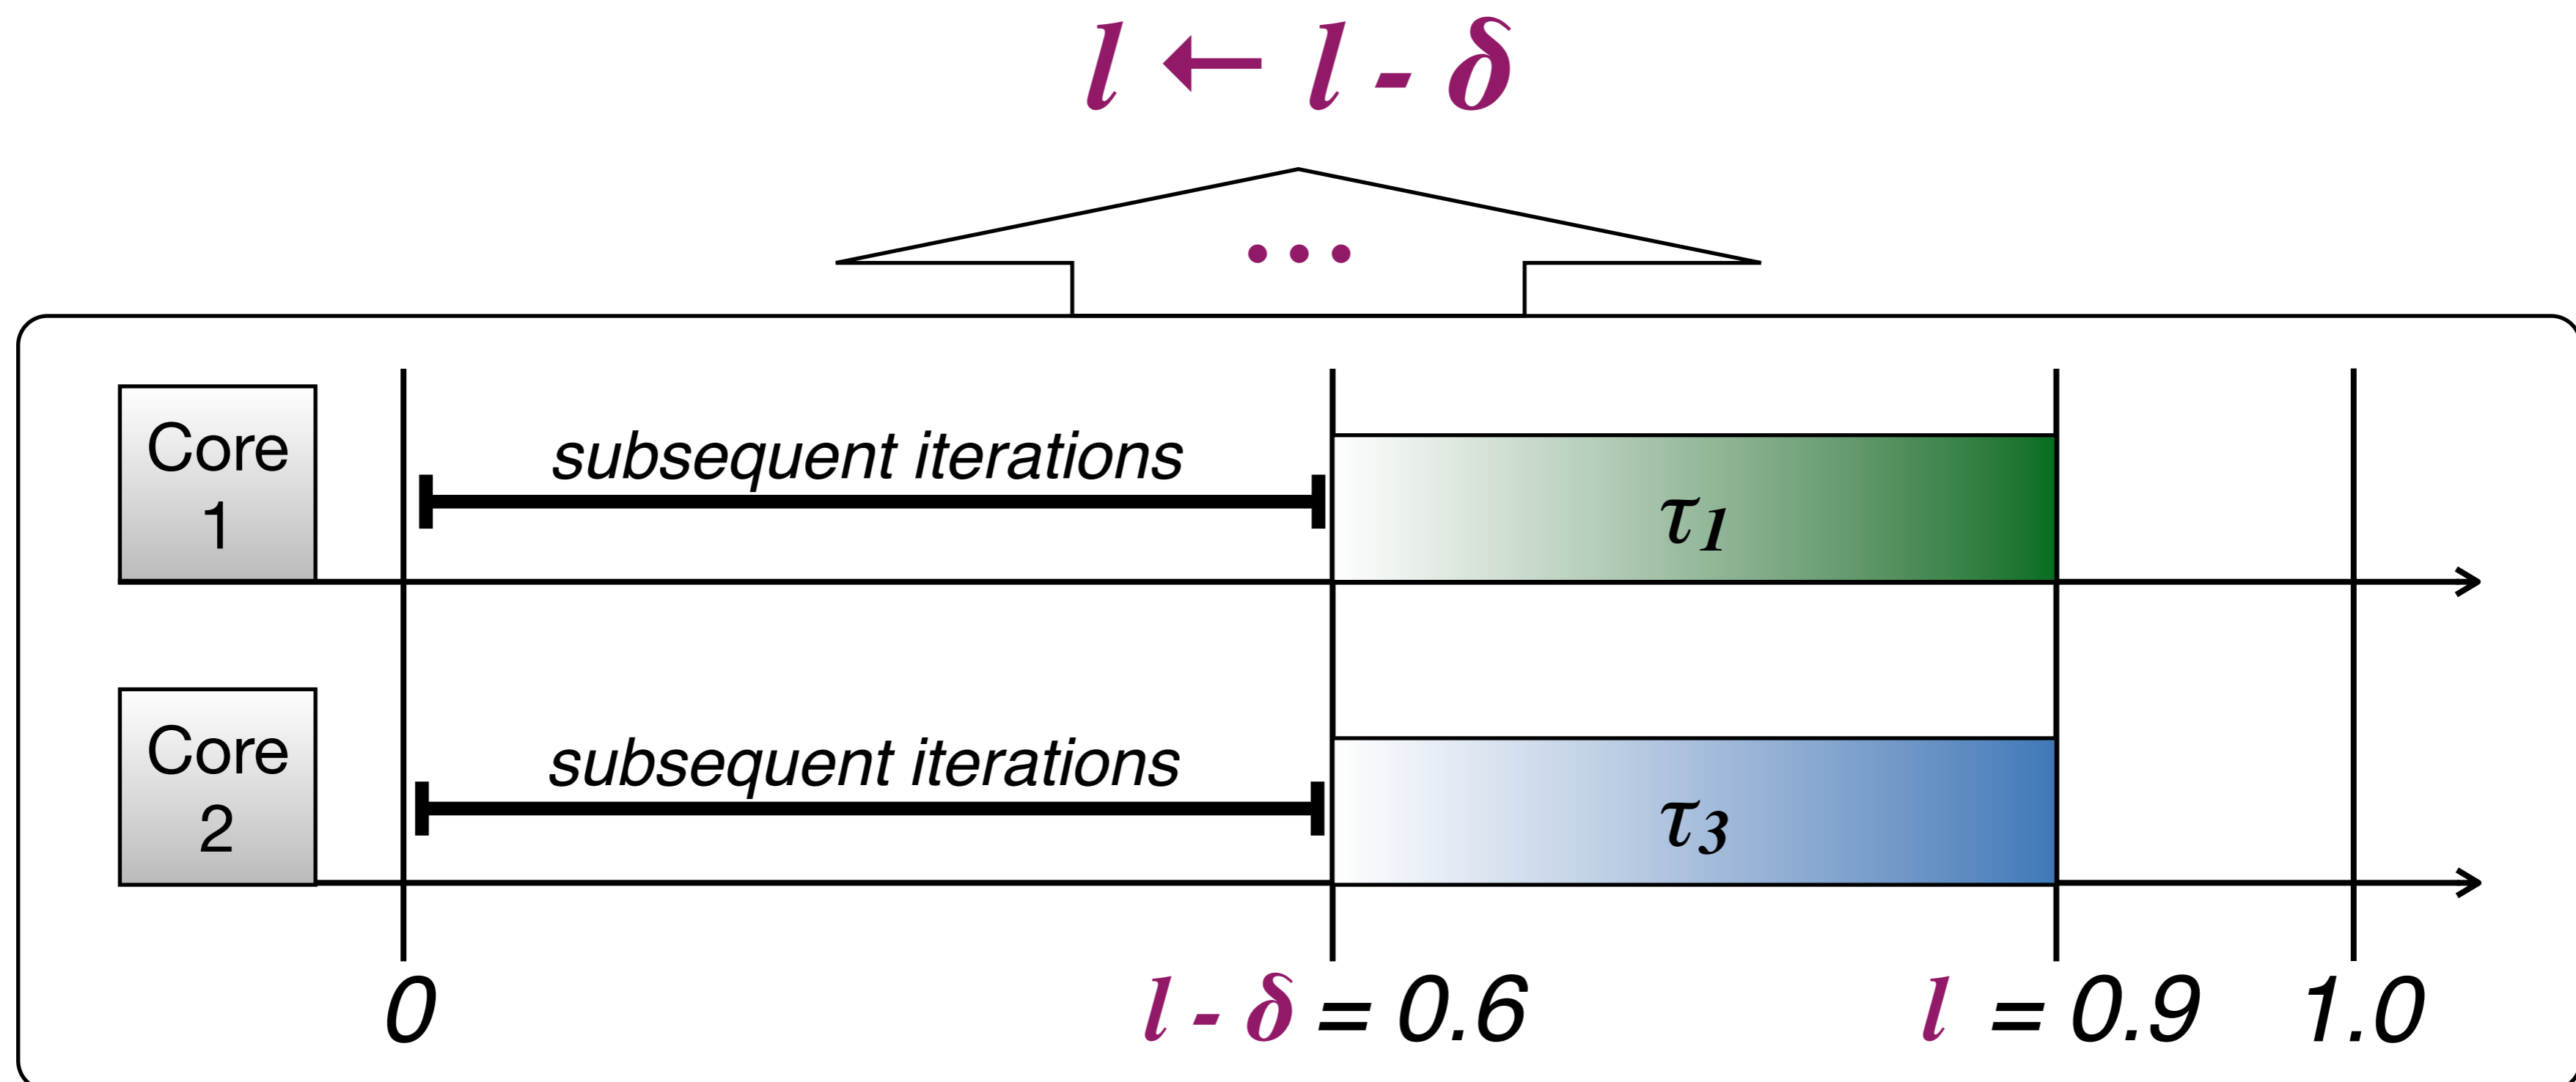 l ← l - δ
...
Core
1
subsequent iterations
τ1
Core
2
subsequent iterations
τ3
0
l - δ = 0.6
l = 0.9
1.0